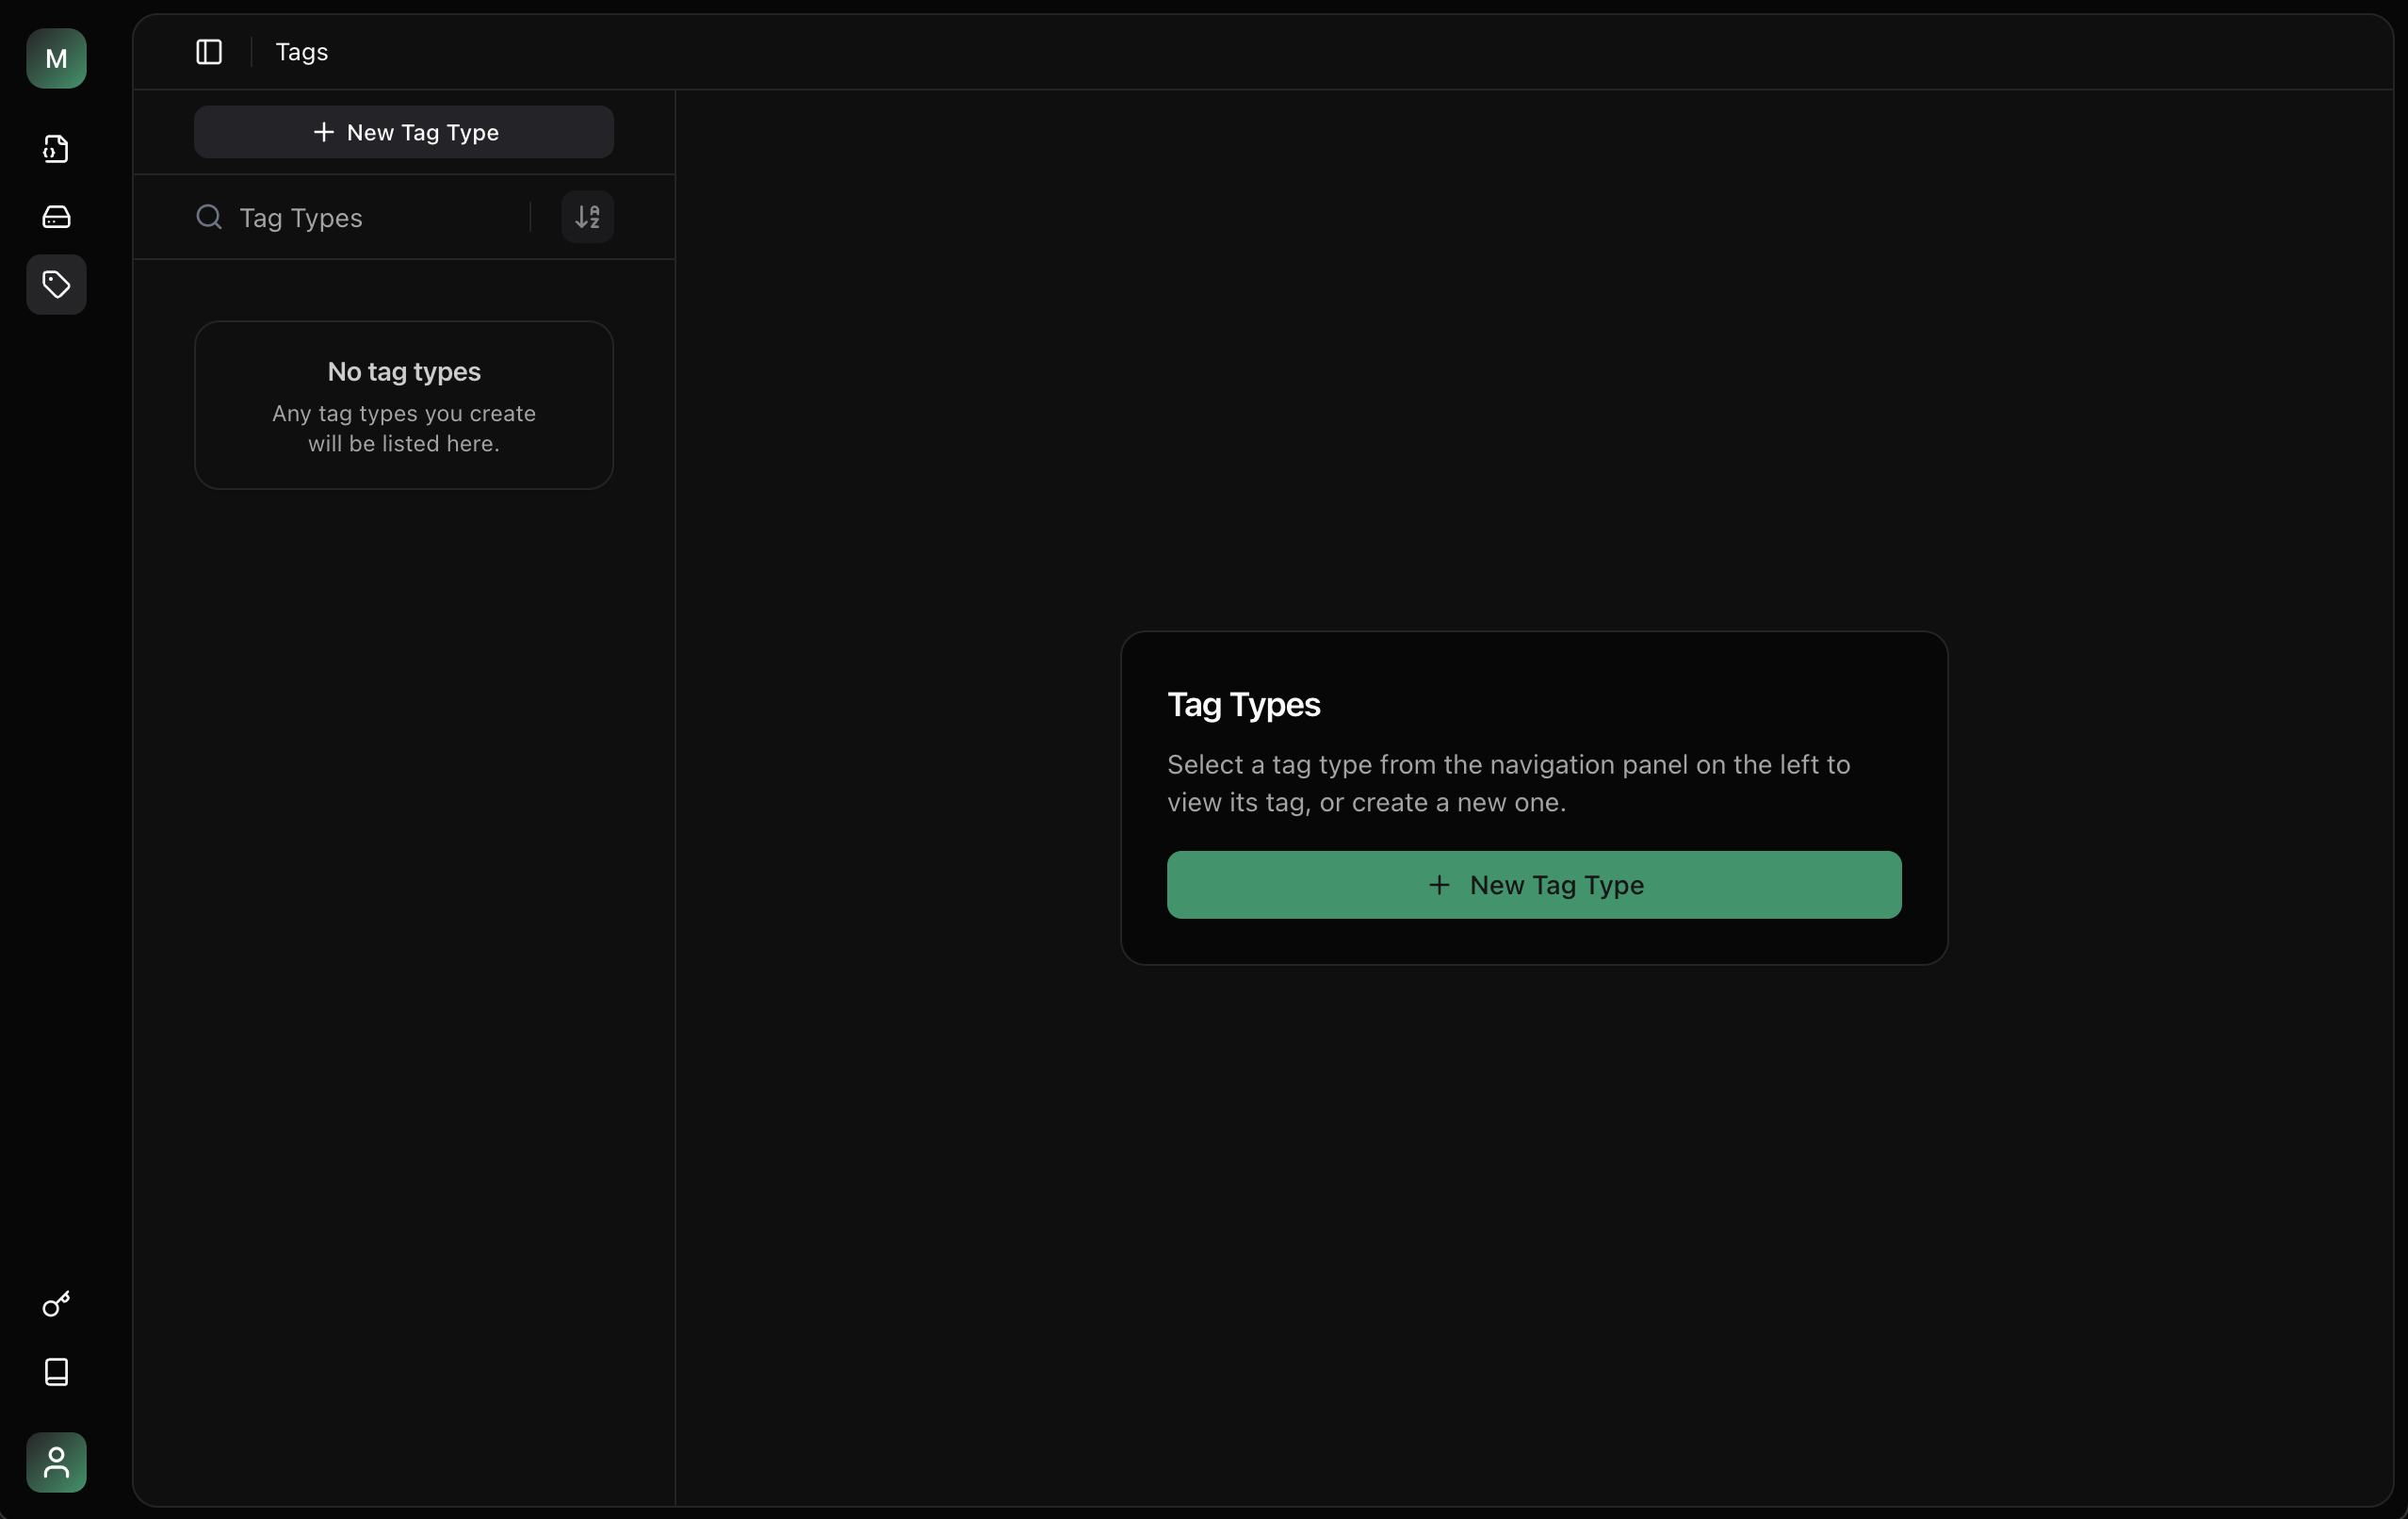 M
Tags
New Tag Type
Tag Types
A
Z
No tag types
Any tag types you create
will be listed here.
Tag Types
Select a tag type from the navigation panel on the left to
view its tag, or create a new one.
New Tag Type